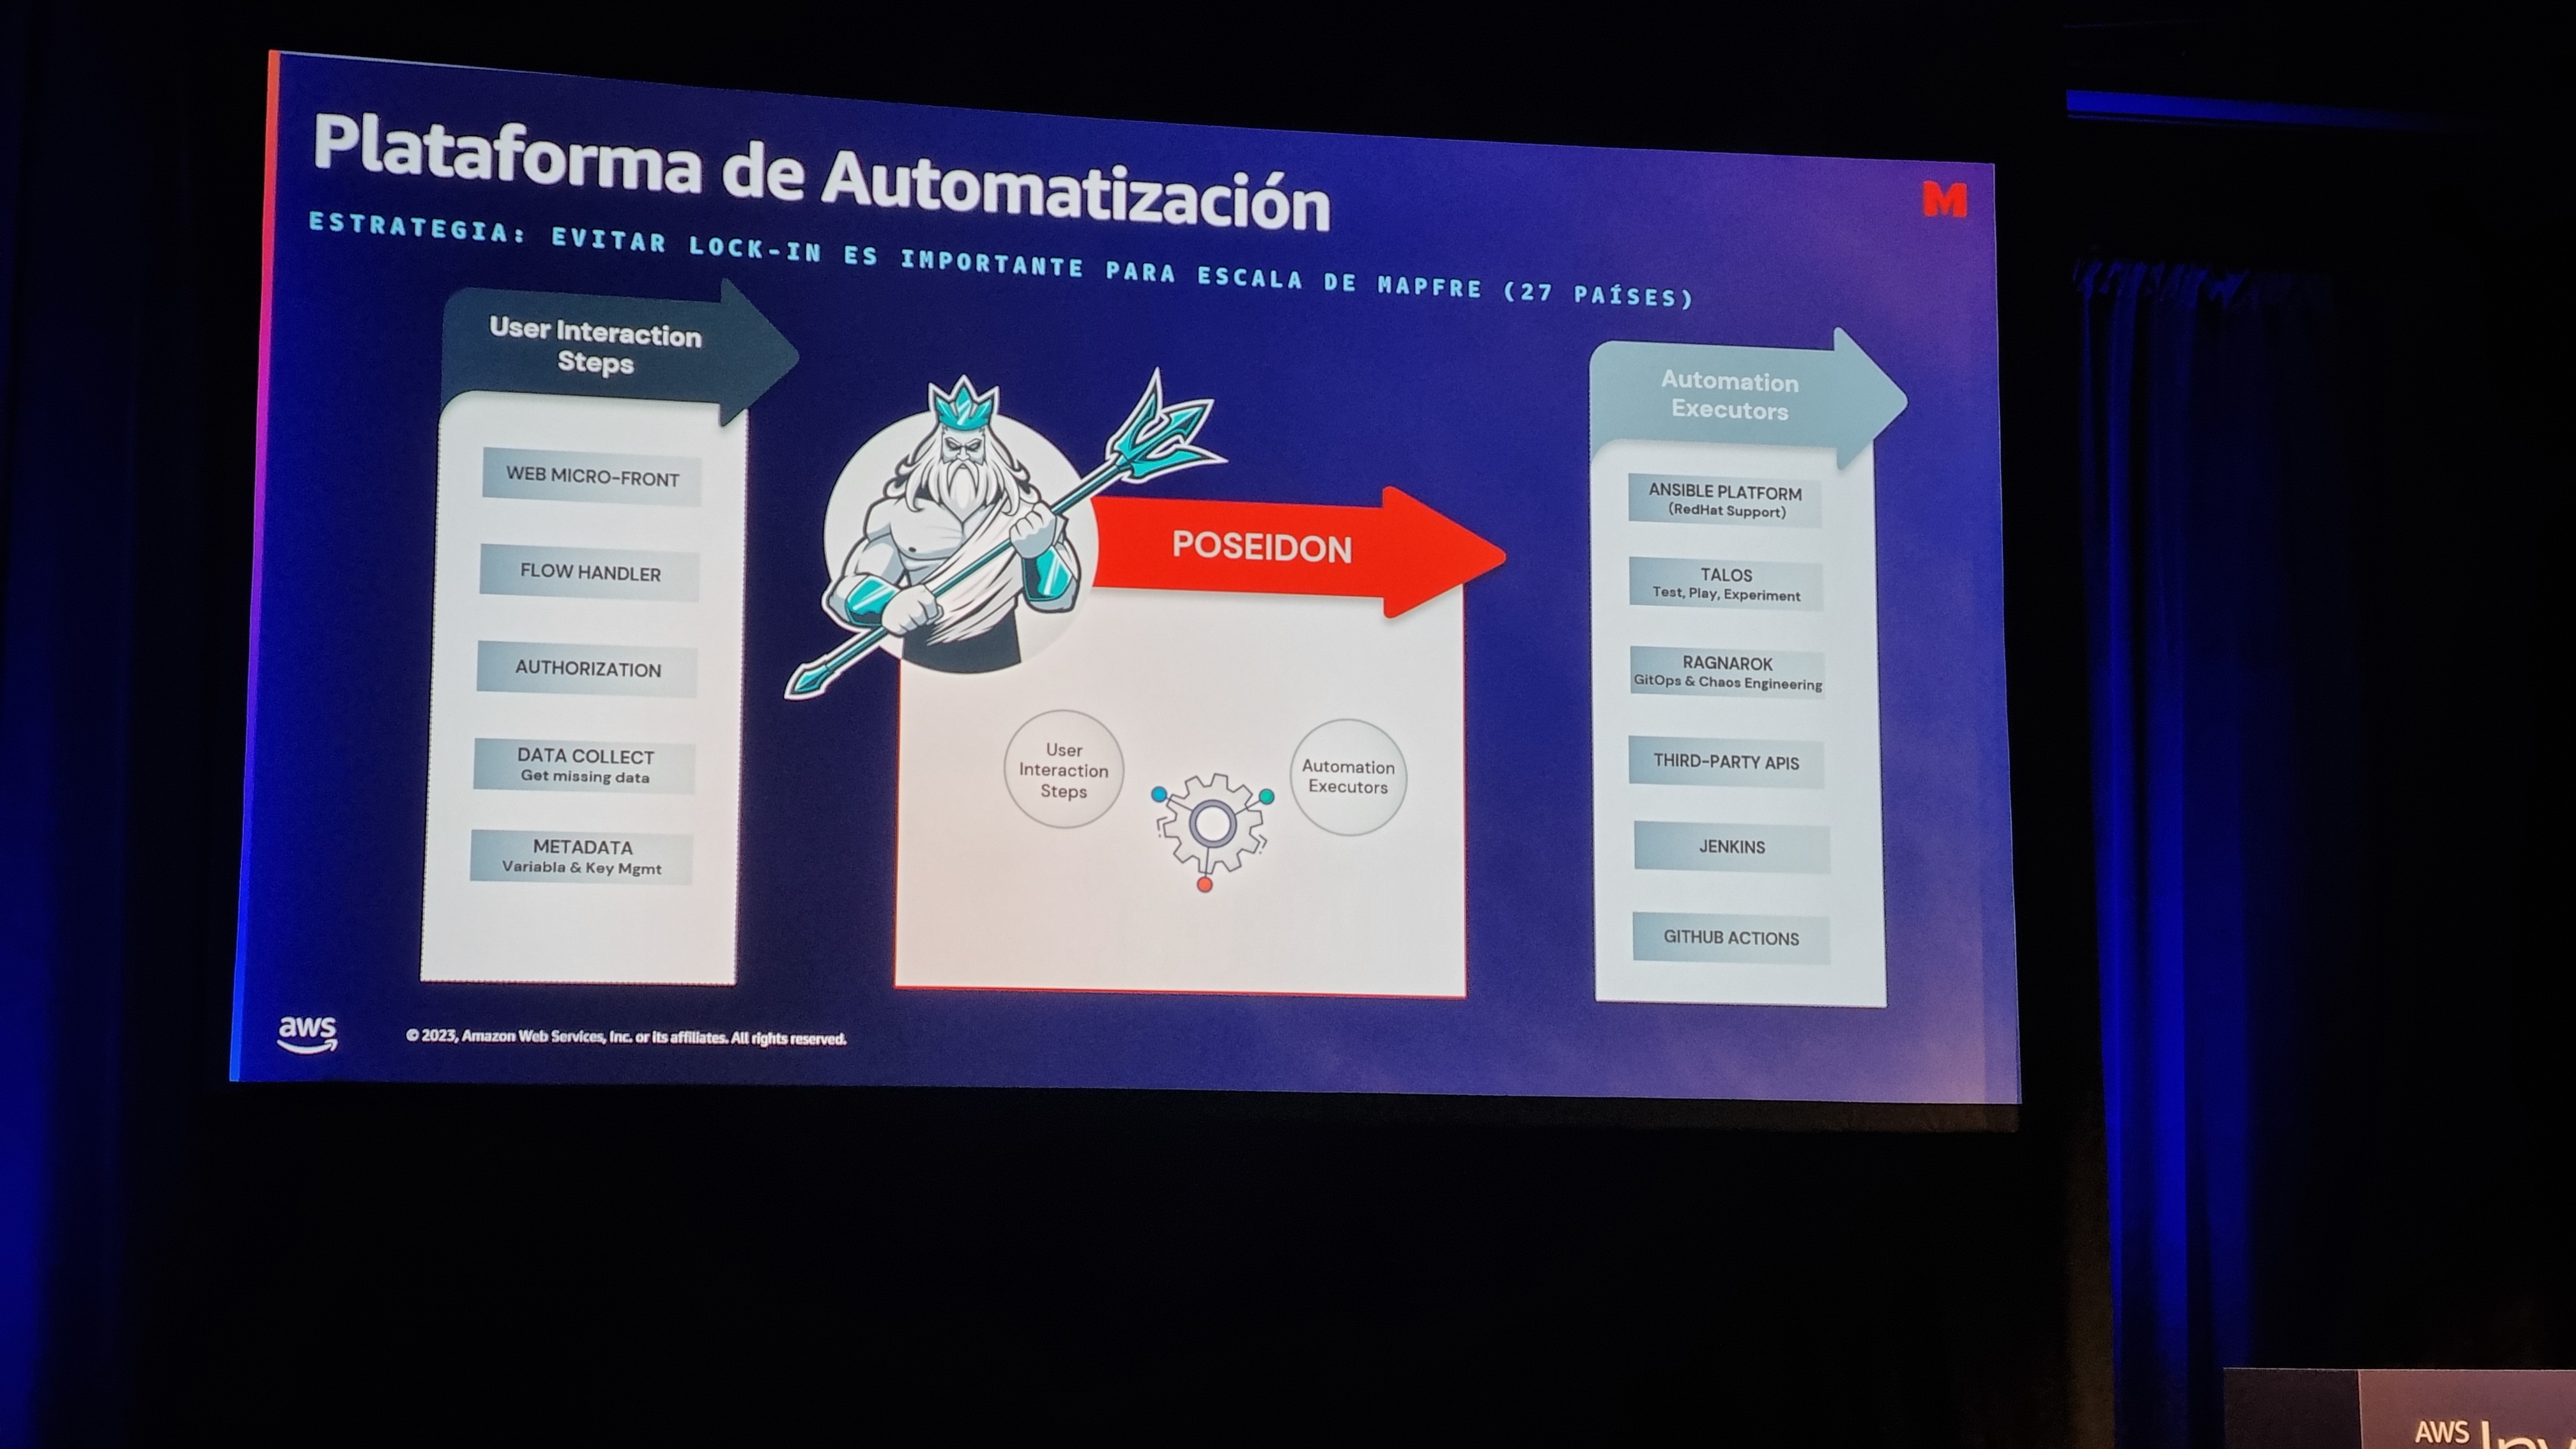 Plataforma de Automatización
M
ESTRATEGIA: EVITAR LOCK-IN ES IMPORTANTE PARA ESCALA DE MAPFRE (27 PAÍSES)
User Interaction
Steps
WEB MICRO-FRONT
FLOW HANDLER
AUTHORIZATION
DATA COLLECT
Get missing data
METADATA
Variabla & Key Mgmt
POSEIDON
User
Interaction
Steps
Automation
Executors
Automation
Executors
ANSIBLE PLATFORM
(RedHat Support)
TALOS
Test, Play, Experiment
RAGNAROK
GitOps & Chaos Engineering
THIRD-PARTY APIS
JENKINS
GITHUB ACTIONS
aws
© 2023, Amazon Web Services, Inc. or its affiliates. All rights reserved.
AWS